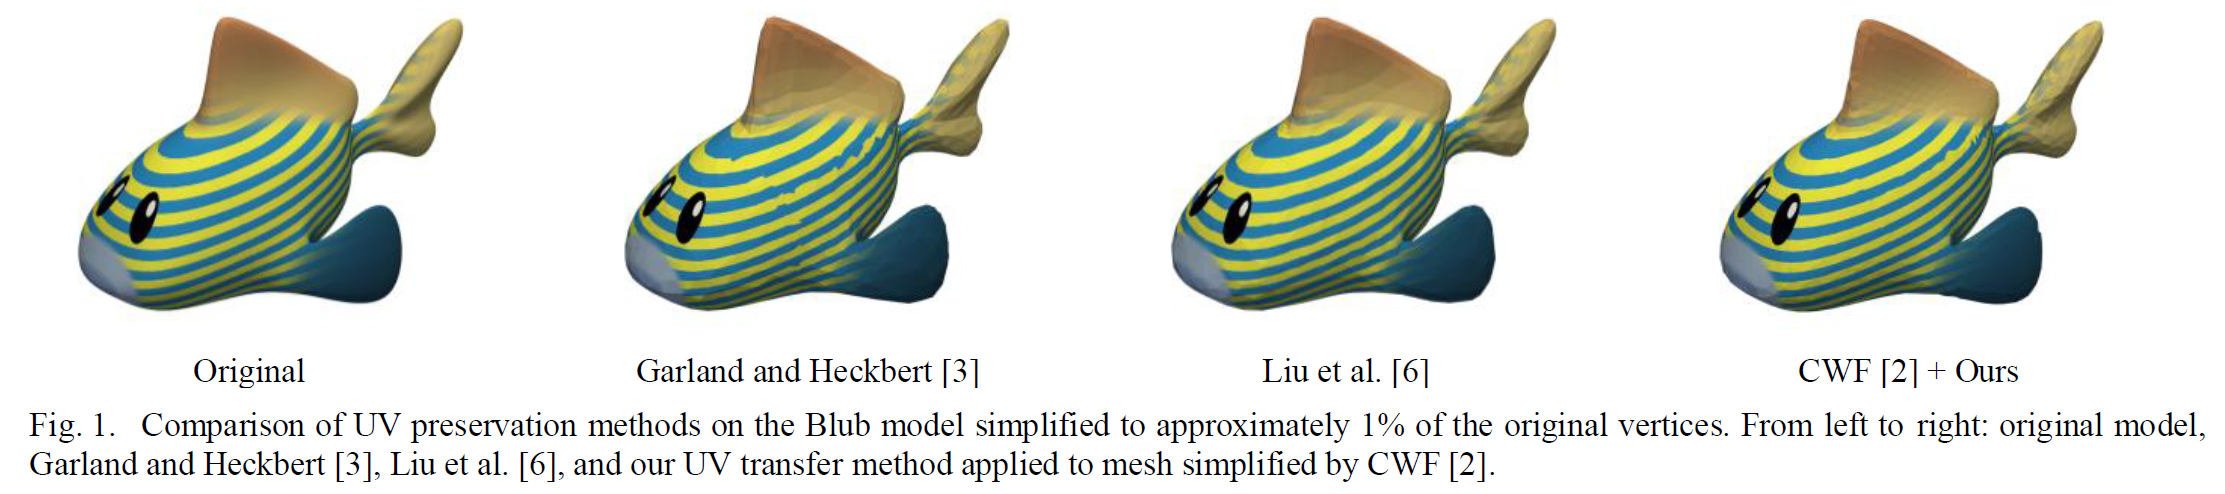 Original
Garland and Heckbert [3]
Liu et al. [6]
CWF [2] + Ours
Fig. 1. Comparison of UV preservation methods on the Blub model simplified to approximately 1% of the original vertices. From left to right: original model,
Garland and Heckbert [3], Liu et al. [6], and our UV transfer method applied to mesh simplified by CWF [2].